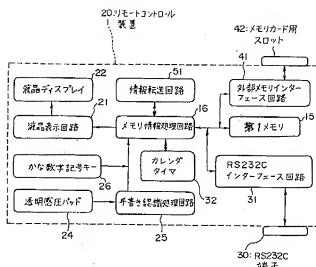 20:リモートコントロール
装置
42:メモリカード用
スロット
22
液晶ディスプレイ
51
情報転送回路
41
外部メモリインター
フェース回路
21
液晶表示回路
16
メモリ情報処理回路
15
第1メモリ
かな数字記号キー
26
カレンダ
タイマ
32
RS232C
インターフェース回路
31
透明感圧パッド
24
手書き認識処理回路
25
30:RS232C
端子